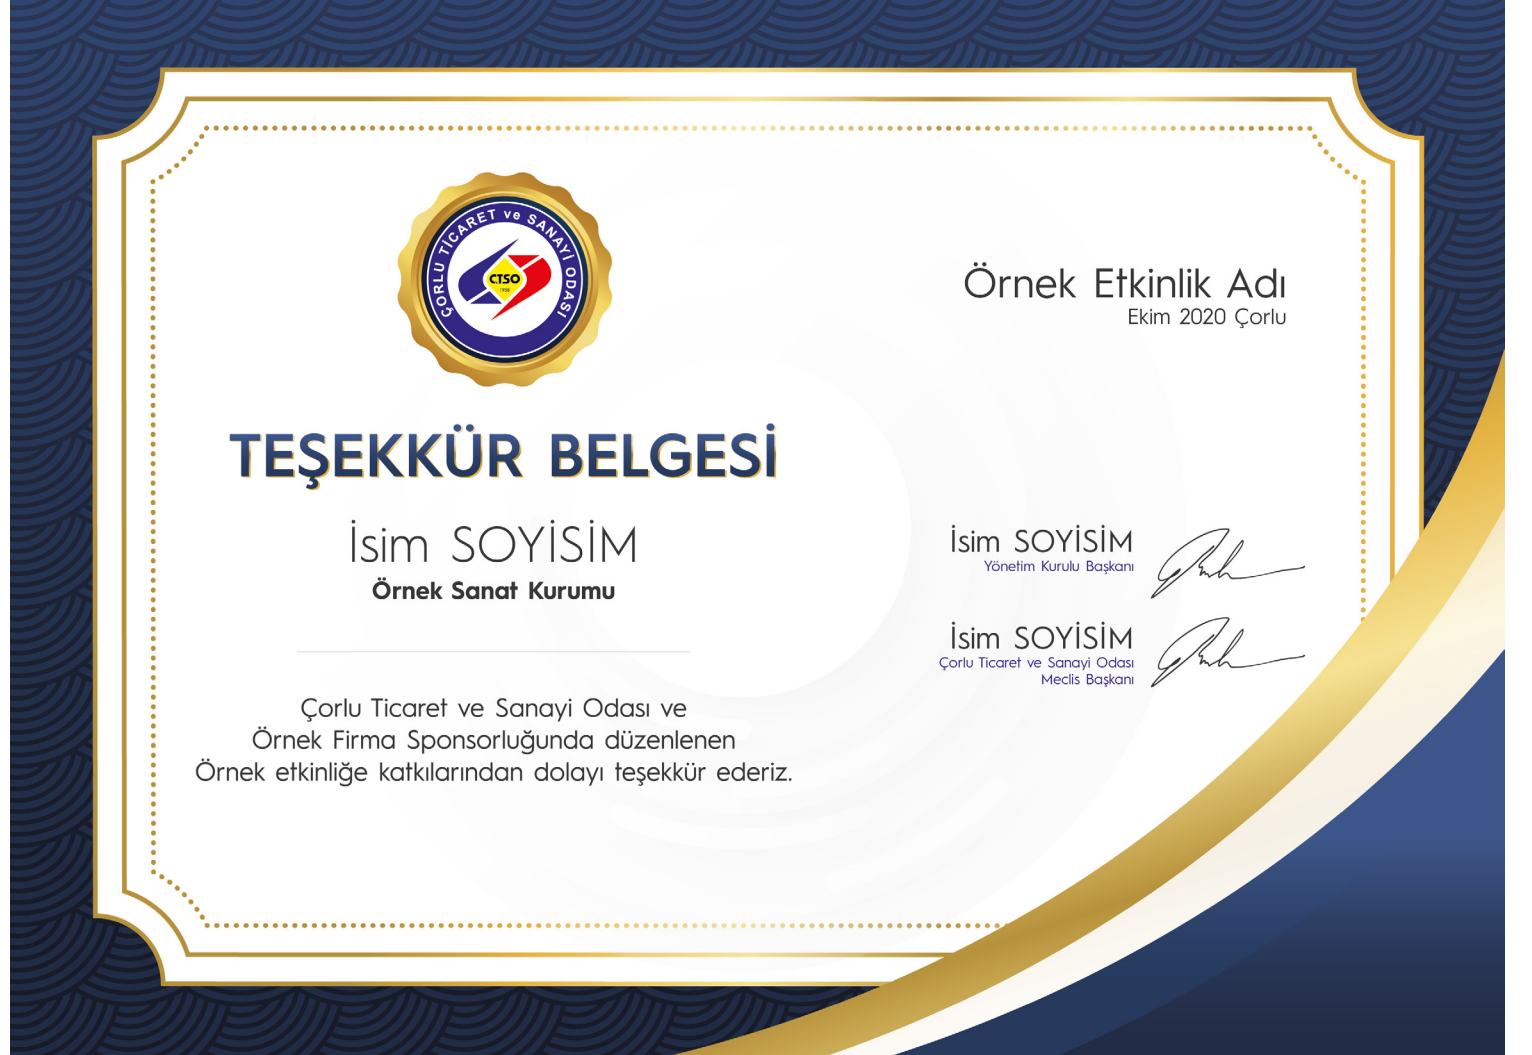 ÇORLU TİCARET ve SANAYİ ODASI
CTSO
1956
TEŞEKKÜR BELGESİ
İsim SOYİSİM
Örnek Sanat Kurumu
Çorlu Ticaret ve Sanayi Odası ve
Örnek Firma Sponsorluğunda düzenlenen
Örnek etkinliğe katkılarından dolayı teşekkür ederiz.
Örnek Etkinlik Adı
Ekim 2020 Çorlu
İsim SOYİSİM
Yönetim Kurulu Başkanı
İsim SOYİSİM
Çorlu Ticaret ve Sanayi Odası
Meclis Başkanı